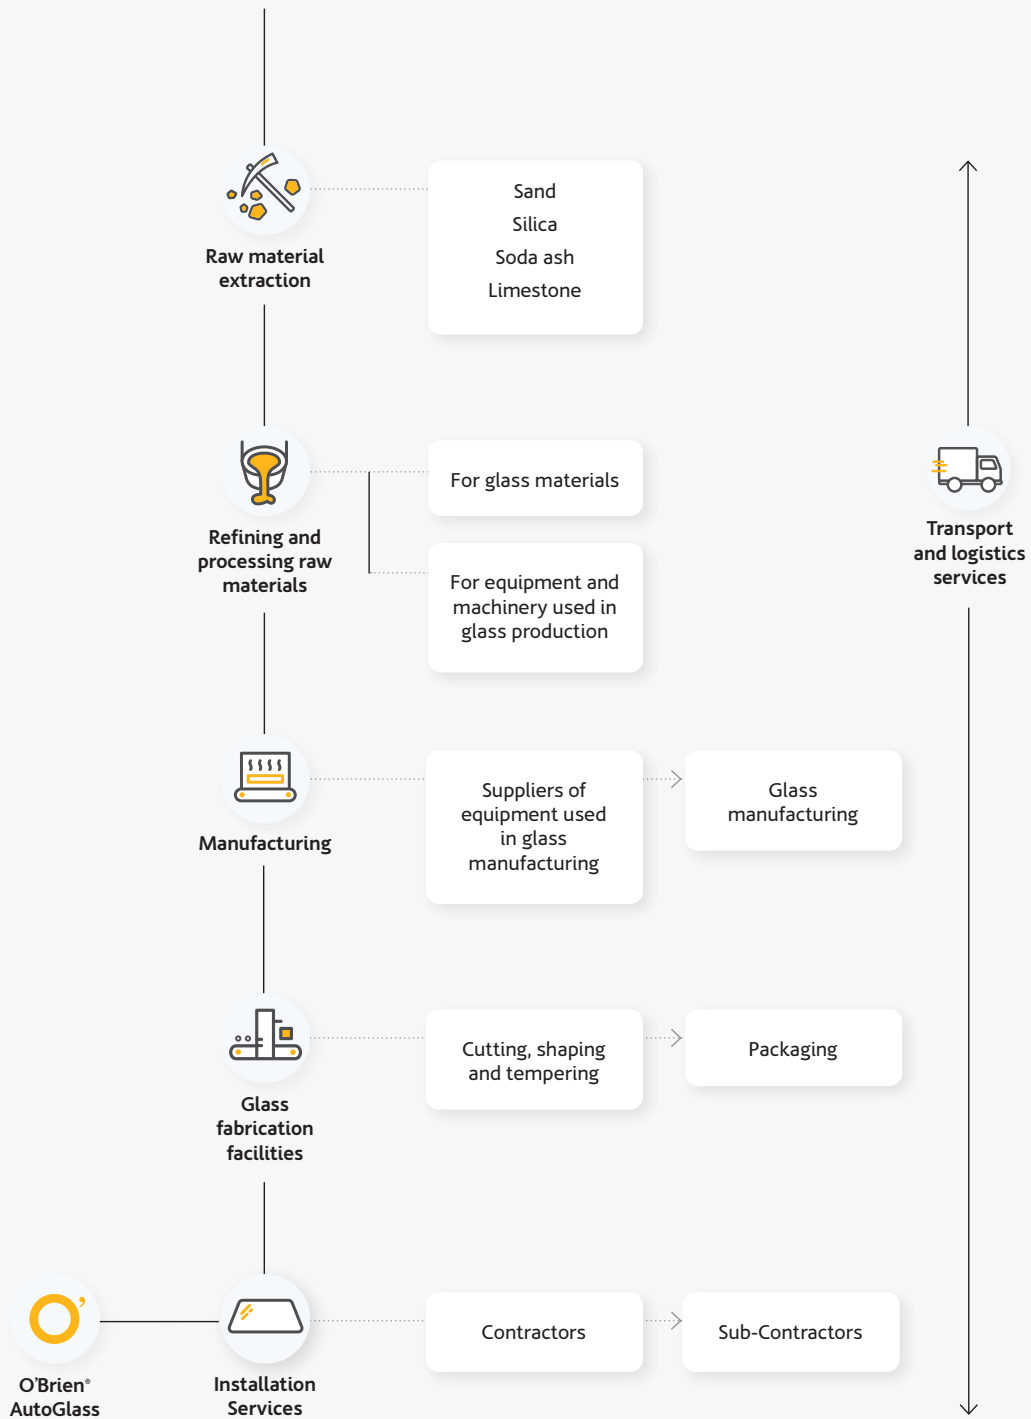 Sand
Silica
Soda ash
Limestone
Raw material
extraction
For glass materials
Refining and
processing raw
materials
For equipment and
machinery used in
glass production
Transport
and logistics
services
Manufacturing
Suppliers of
equipment used
in glass
manufacturing
Glass
manufacturing
Glass
fabrication
facilities
Cutting, shaping
and tempering
Packaging
O’
O’Brien®
AutoGlass
Installation
Services
Contractors
Sub-Contractors